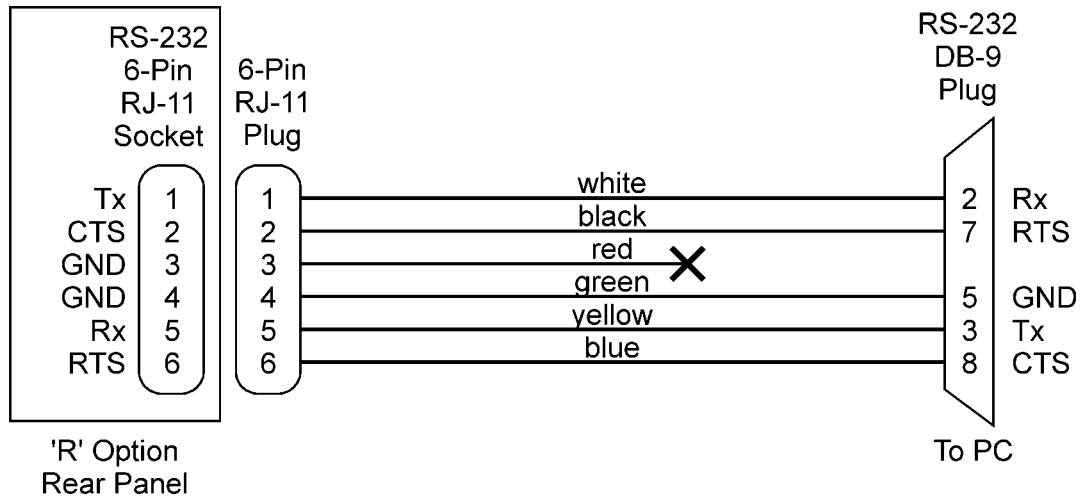 RS-232
6-Pin
RJ-11
Socket
6-Pin
RJ-11
Plug
RS-232
DB-9
Plug
Tx 1 1 white 2 Rx
CTS 2 2 black 7 RTS
GND 3 3 red
GND 4 4 green 5 GND
Rx 5 5 yellow 3 Tx
RTS 6 6 blue 8 CTS
'R' Option
Rear Panel
To PC